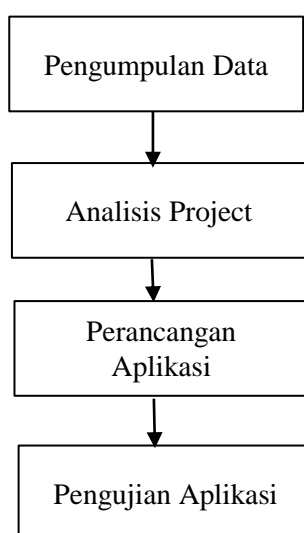 Pengumpulan Data
Analisis Project
Perancangan
Aplikasi
Pengujian Aplikasi